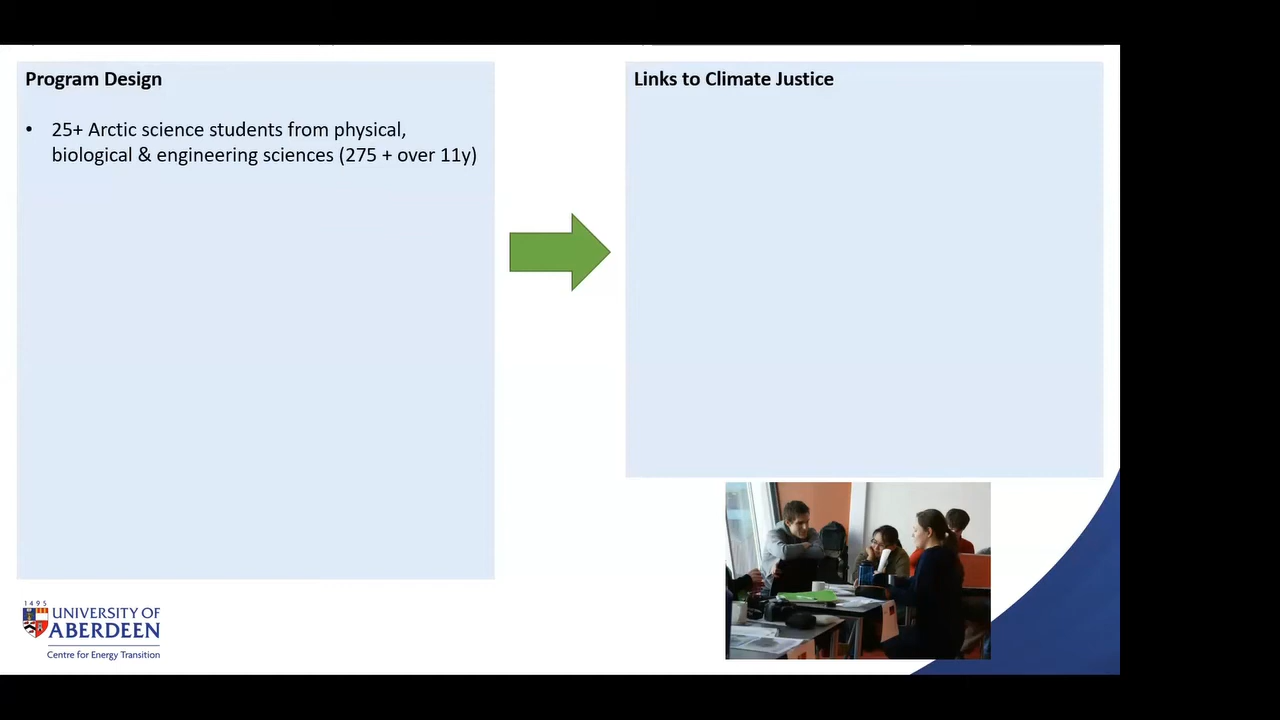 Program Design
• 25+ Arctic science students from physical,
biological & engineering sciences (275 + over 11y)
Links to Climate Justice
1495
UNIVERSITY OF
ABERDEEN
Centre for Energy Transition